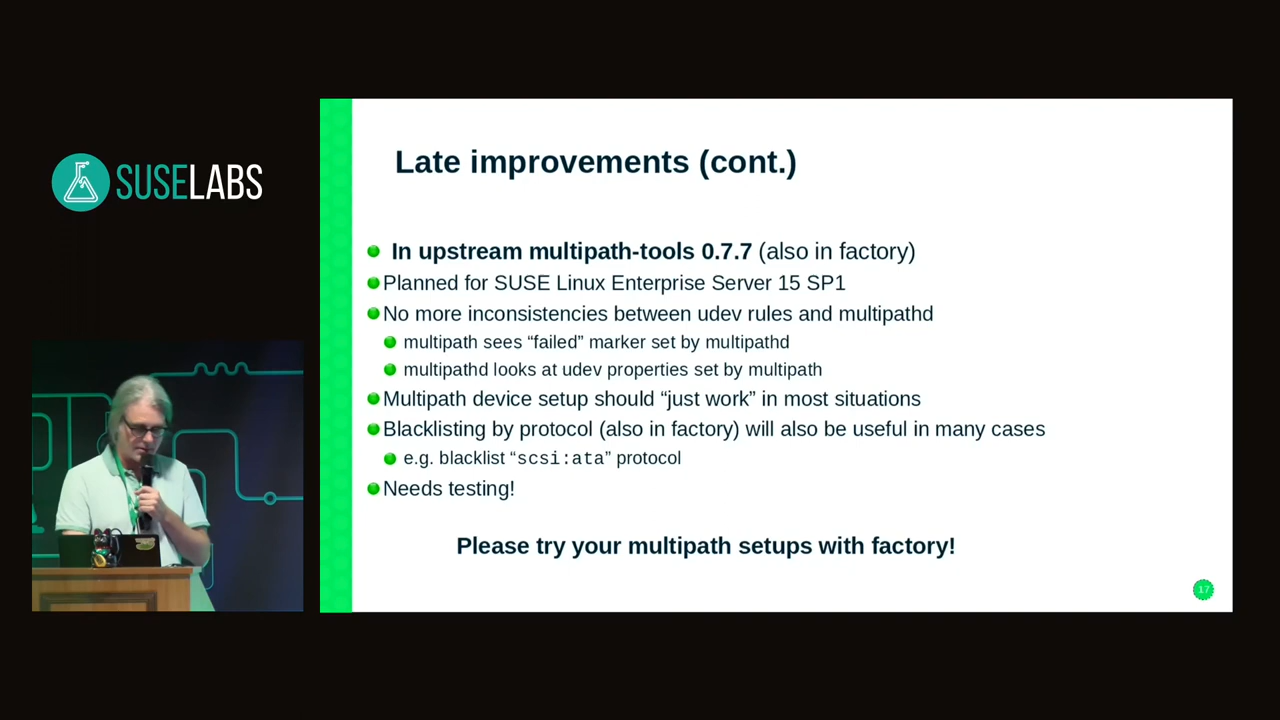 SUSELABS
Late improvements (cont.)
In upstream multipath-tools 0.7.7 (also in factory)
Planned for SUSE Linux Enterprise Server 15 SP1
No more inconsistencies between udev rules and multipathd
multipath sees “failed” marker set by multipathd
multipathd looks at udev properties set by multipath
Multipath device setup should “just work” in most situations
Blacklisting by protocol (also in factory) will also be useful in many cases
e.g. blacklist “scsi:ata” protocol
Needs testing!
Please try your multipath setups with factory!
17